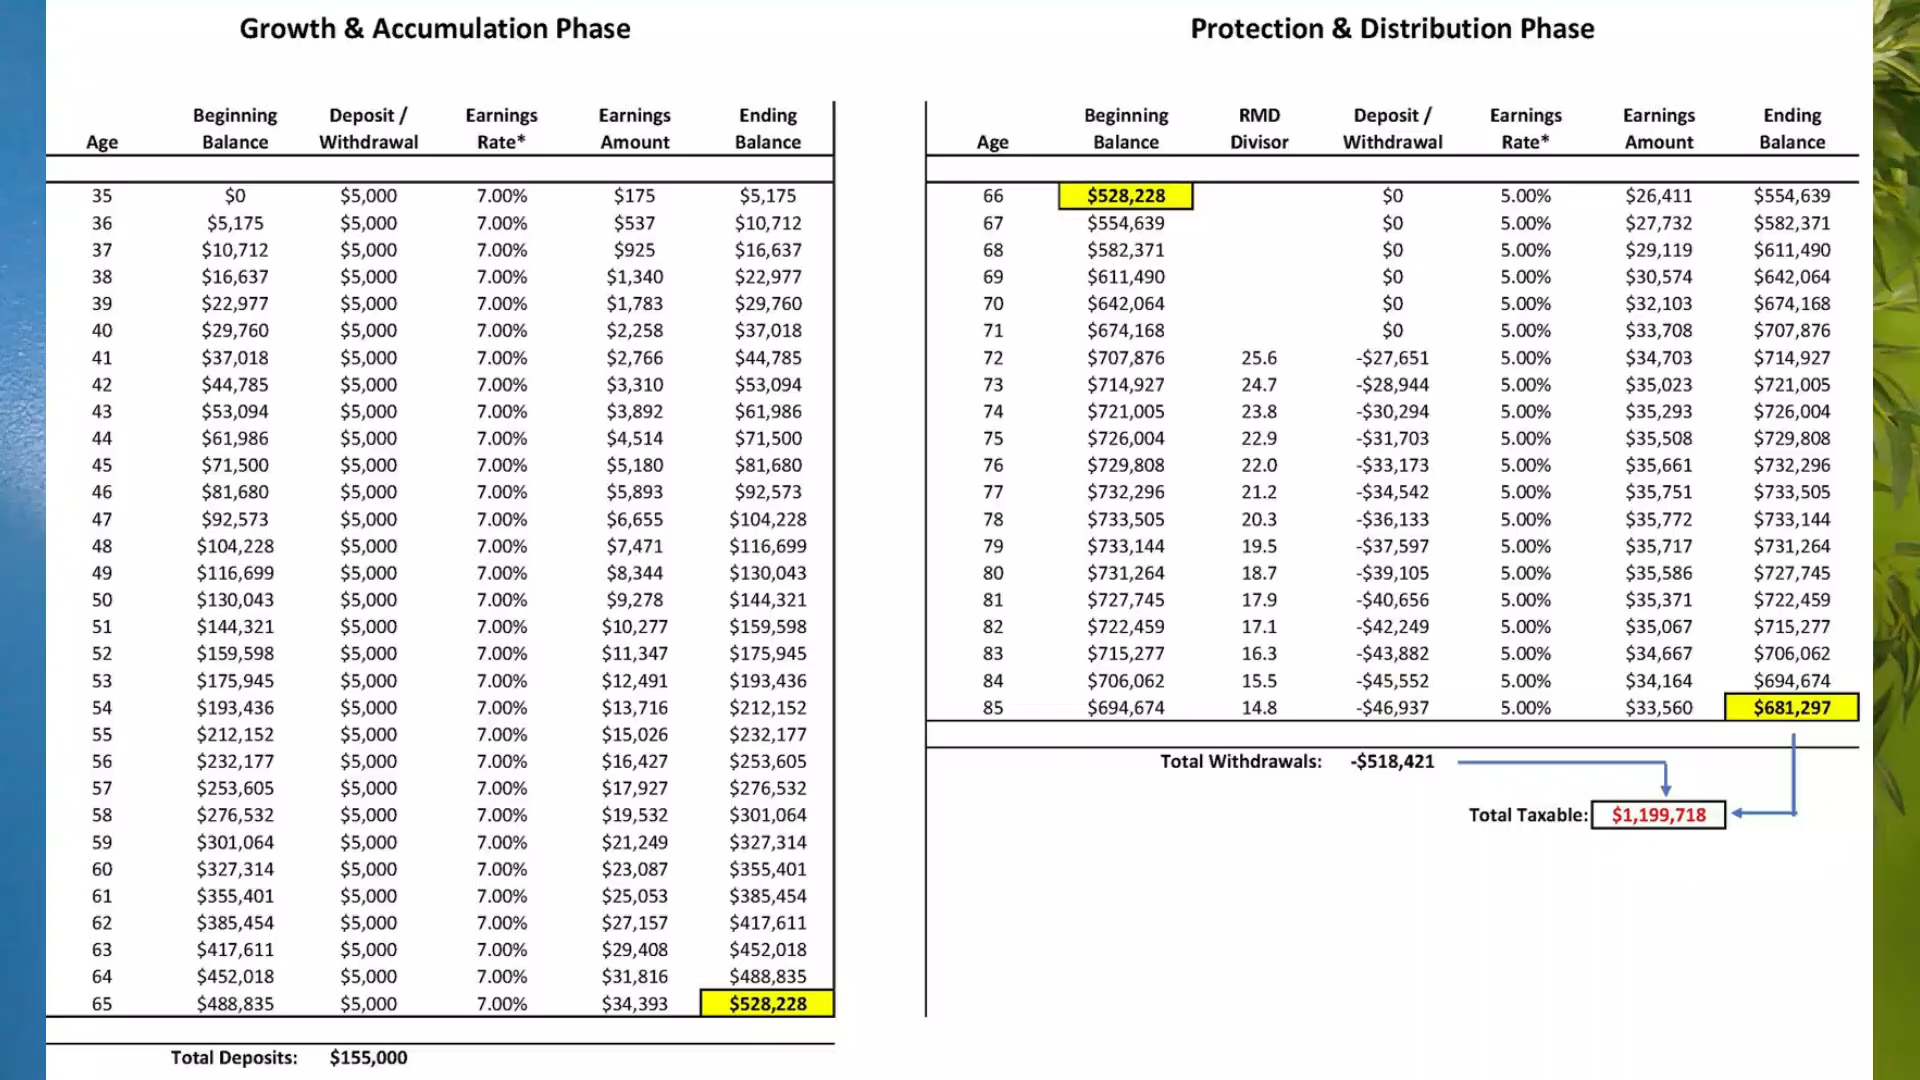 Growth & Accumulation Phase
Beginning Deposit / Earnings Earnings Ending
Age Balance Withdrawal Rate* Amount Balance
35 $0 $5,000 7.00% $175 $5,175
36 $5,175 $5,000 7.00% $537 $10,712
37 $10,712 $5,000 7.00% $925 $16,637
38 $16,637 $5,000 7.00% $1,340 $22,977
39 $22,977 $5,000 7.00% $1,783 $29,760
40 $29,760 $5,000 7.00% $2,258 $37,018
41 $37,018 $5,000 7.00% $2,766 $44,785
42 $44,785 $5,000 7.00% $3,310 $53,094
43 $53,094 $5,000 7.00% $3,892 $61,986
44 $61,986 $5,000 7.00% $4,514 $71,500
45 $71,500 $5,000 7.00% $5,180 $81,680
46 $81,680 $5,000 7.00% $5,893 $92,573
47 $92,573 $5,000 7.00% $6,655 $104,228
48 $104,228 $5,000 7.00% $7,471 $116,699
49 $116,699 $5,000 7.00% $8,344 $130,043
50 $130,043 $5,000 7.00% $9,278 $144,321
51 $144,321 $5,000 7.00% $10,277 $159,598
52 $159,598 $5,000 7.00% $11,347 $175,945
53 $175,945 $5,000 7.00% $12,491 $193,436
54 $193,436 $5,000 7.00% $13,716 $212,152
55 $212,152 $5,000 7.00% $15,026 $232,177
56 $232,177 $5,000 7.00% $16,427 $253,605
57 $253,605 $5,000 7.00% $17,927 $276,532
58 $276,532 $5,000 7.00% $19,532 $301,064
59 $301,064 $5,000 7.00% $21,249 $327,314
60 $327,314 $5,000 7.00% $23,087 $355,401
61 $355,401 $5,000 7.00% $25,053 $385,454
62 $385,454 $5,000 7.00% $27,157 $417,611
63 $417,611 $5,000 7.00% $29,408 $452,018
64 $452,018 $5,000 7.00% $31,816 $488,835
65 $488,835 $5,000 7.00% $34,393 $528,228
Total Deposits: $155,000
Protection & Distribution Phase
Beginning RMD Deposit / Earnings Earnings Ending
Age Balance Divisor Withdrawal Rate* Amount Balance
66 $528,228 $0 5.00% $26,411 $554,639
67 $554,639 $0 5.00% $27,732 $582,371
68 $582,371 $0 5.00% $29,119 $611,490
69 $611,490 $0 5.00% $30,574 $642,064
70 $642,064 $0 5.00% $32,103 $674,168
71 $674,168 $0 5.00% $33,708 $707,876
72 $707,876 25.6 -$27,651 5.00% $34,703 $714,927
73 $714,927 24.7 -$28,944 5.00% $35,023 $721,005
74 $721,005 23.8 -$30,294 5.00% $35,293 $726,004
75 $726,004 22.9 -$31,703 5.00% $35,508 $729,808
76 $729,808 22.0 -$33,173 5.00% $35,661 $732,296
77 $732,296 21.2 -$34,542 5.00% $35,751 $733,505
78 $733,505 20.3 -$36,133 5.00% $35,772 $733,144
79 $733,144 19.5 -$37,597 5.00% $35,717 $731,264
80 $731,264 18.7 -$39,105 5.00% $35,586 $727,745
81 $727,745 17.9 -$40,656 5.00% $35,371 $722,459
82 $722,459 17.1 -$42,249 5.00% $35,067 $715,277
83 $715,277 16.3 -$43,882 5.00% $34,667 $706,062
84 $706,062 15.5 -$45,552 5.00% $34,164 $694,674
85 $694,674 14.8 -$46,937 5.00% $33,560 $681,297
Total Withdrawals: -$518,421
Total Taxable: $1,199,718